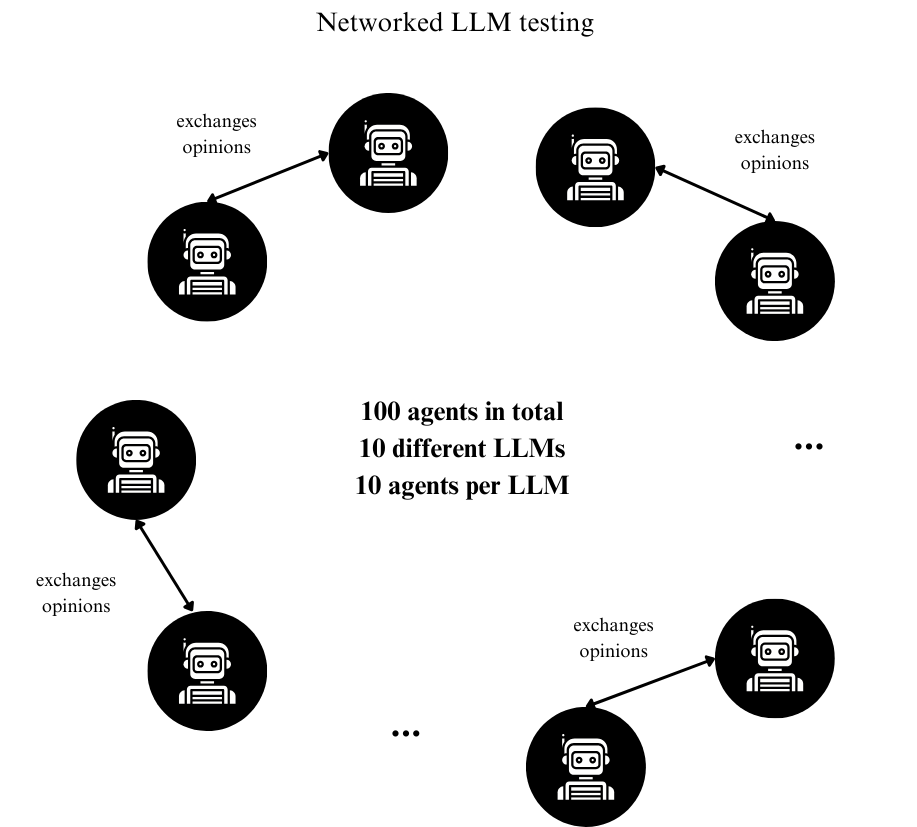 Networked LLM testing
exchanges
opinions
exchanges
opinions
100 agents in total
10 different LLMs
10 agents per LLM
...
exchanges
opinions
exchanges
opinions
...